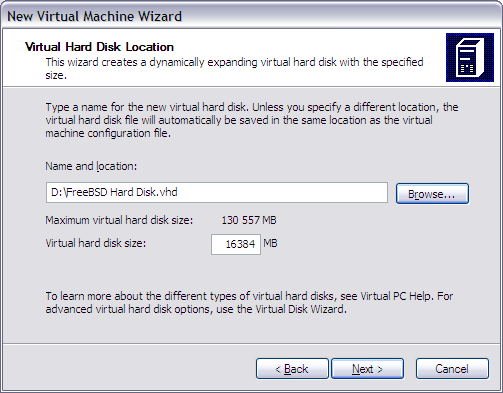 New Virtual Machine Wizard
Virtual Hard Disk Location
This wizard creates a dynamically expanding virtual hard disk with the specified
size.
Type a name for the new virtual hard disk. Unless you specify a different location, the
virtual hard disk file will automatically be saved in the same location as the virtual
machine configuration file.
Name and location:
D:\FreeBSD Hard Disk.vhd Browse...
Maximum virtual hard disk size: 130 557 MB
Virtual hard disk size: 16384 MB
To learn more about the different types of virtual hard disks, see Virtual PC Help. For
advanced virtual hard disk options, use the Virtual Disk Wizard.
< Back Next > Cancel